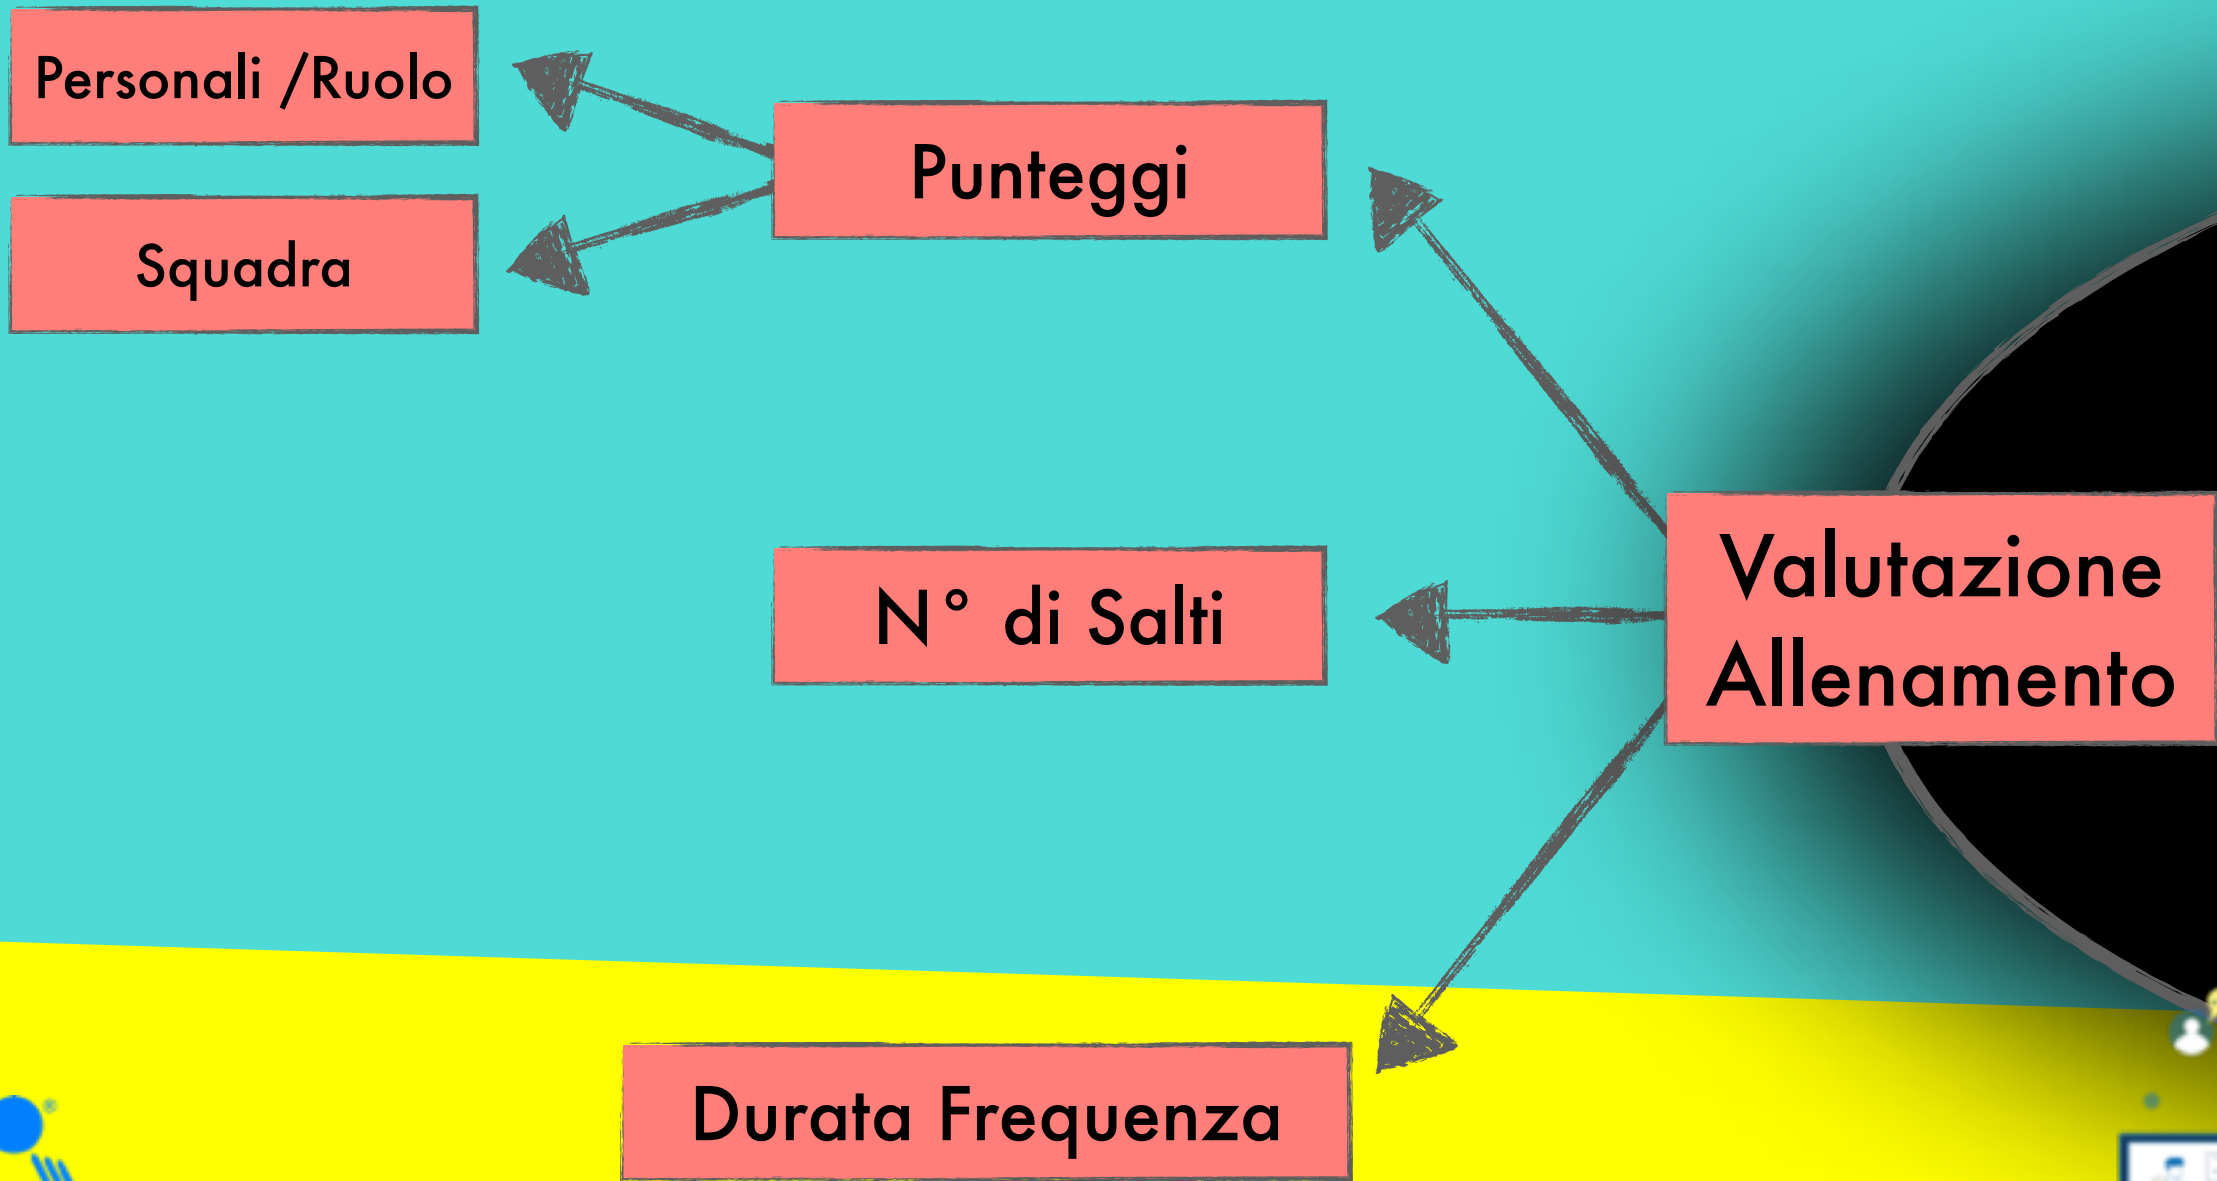 Personali /Ruolo
Punteggi
Squadra
N° di Salti
Valutazione
Allenamento
Durata Frequenza
®